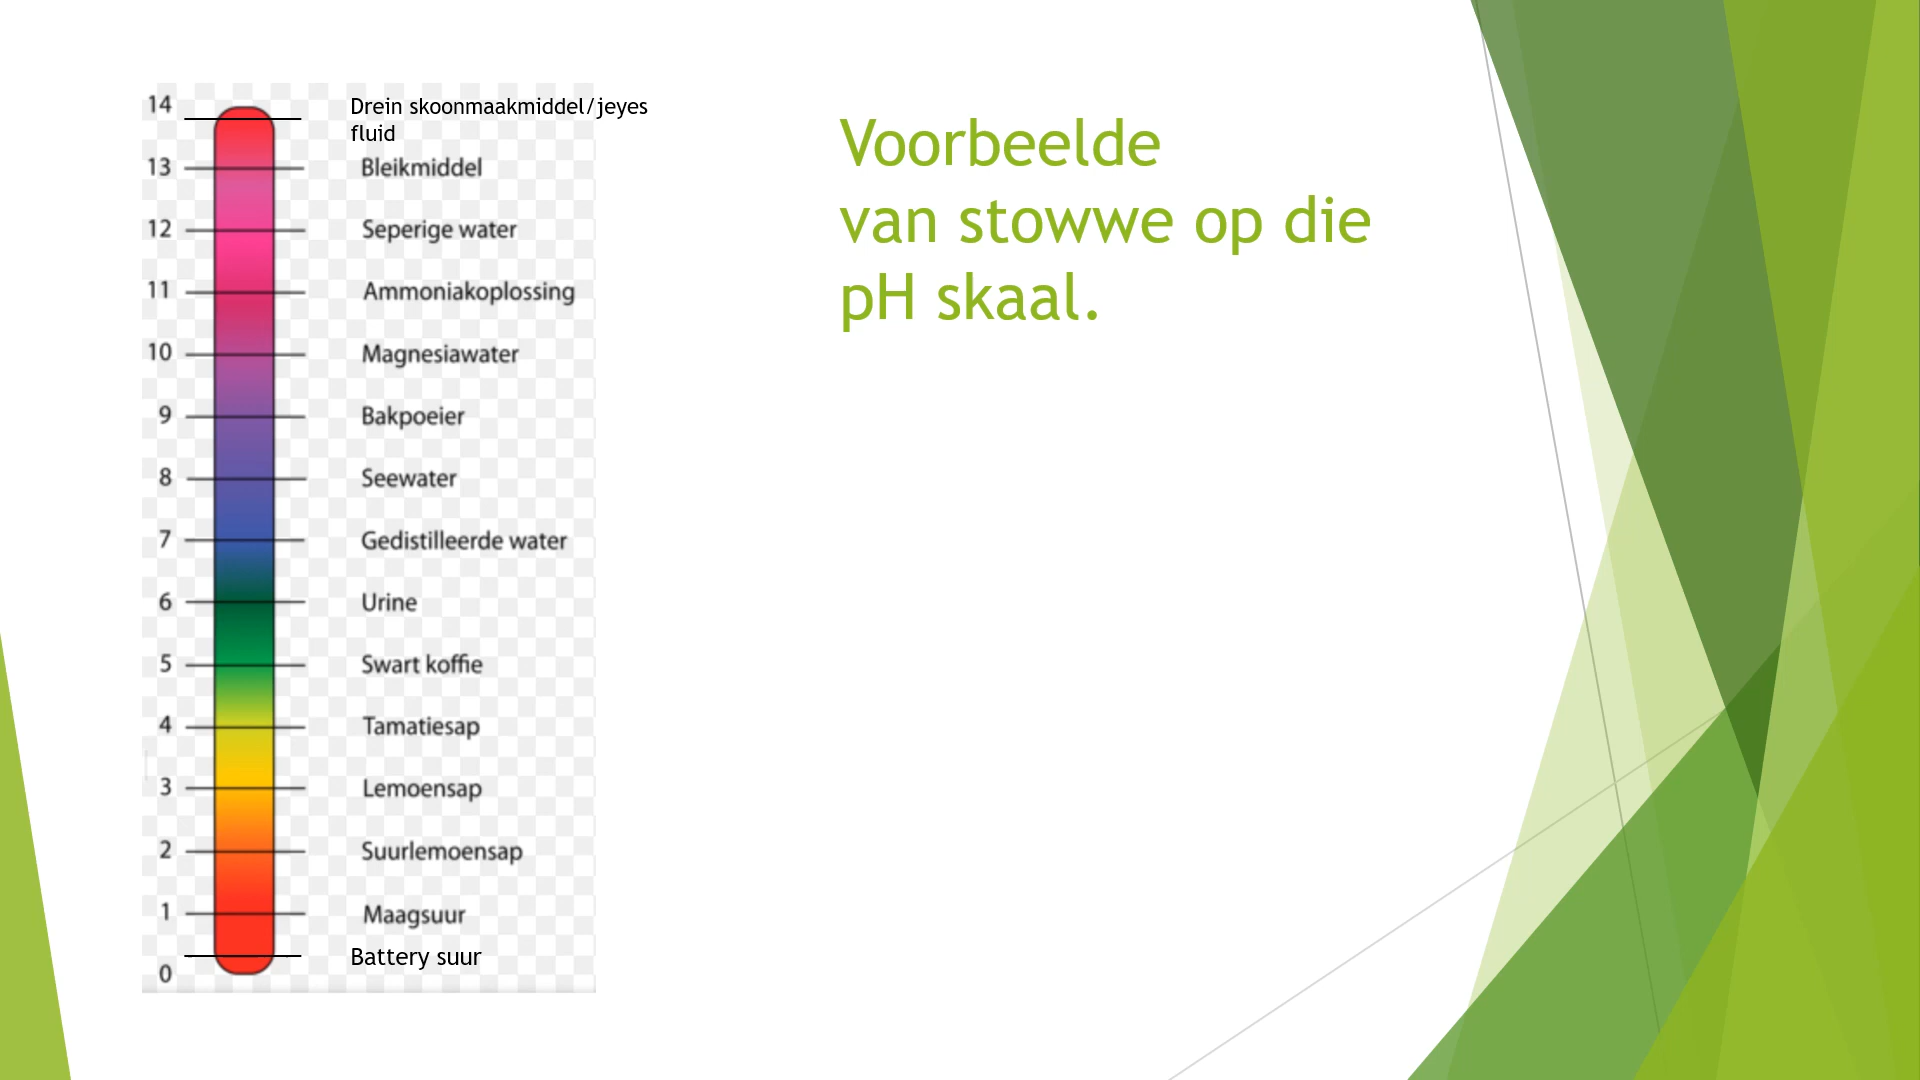 14 Drein skoonmaakmiddel/jeyes
fluid
13 Bleikmiddel
12 Seperige water
11 Ammoniakoplossing
10 Magnesiawater
9 Bakpoeier
8 Seewater
7 Gedistilleerde water
6 Urine
5 Swart koffie
4 Tamatiesap
3 Lemoensap
2 Suurlemoensap
1 Maagsuur
Battery suur
0
Voorbeelde
van stowwe op die
pH skaal.